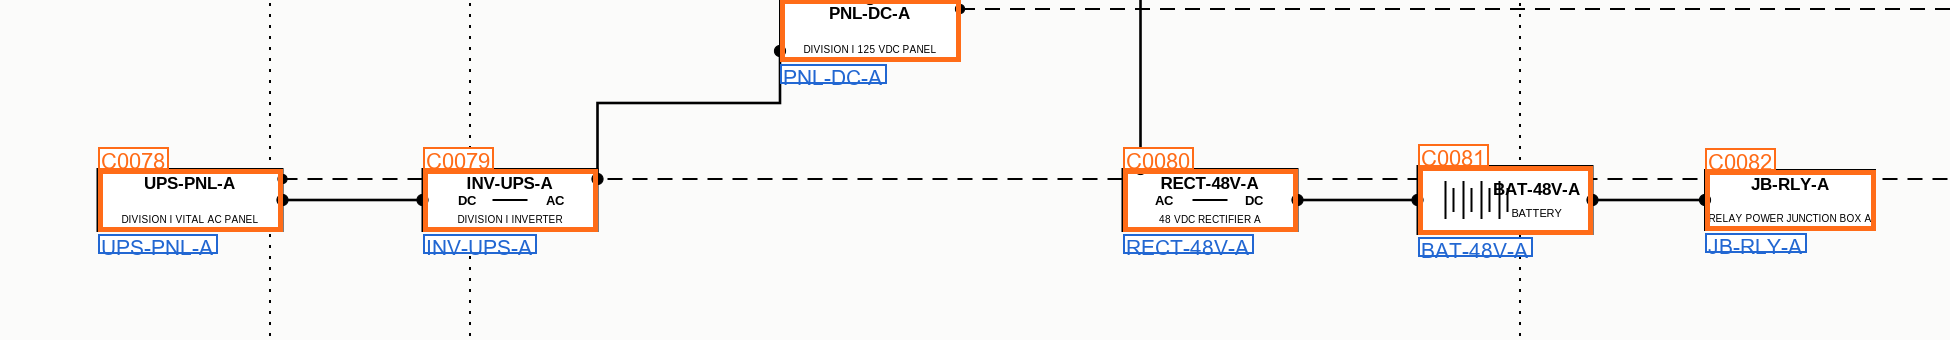 PNL-DC-A
DIVISION I 125 VDC PANEL
PNL-DC-A
C0078
UPS-PNL-A
DIVISION I VITAL AC PANEL
UPS-PNL-A
C0079
INV-UPS-A
DC AC
DIVISION I INVERTER
INV-UPS-A
C0080
RECT-48V-A
AC DC
48 VDC RECTIFIER A
RECT-48V-A
C0081
BAT-48V-A
BATTERY
BAT-48V-A
C0082
JB-RLY-A
RELAY POWER JUNCTION BOX A
JB-RLY-A